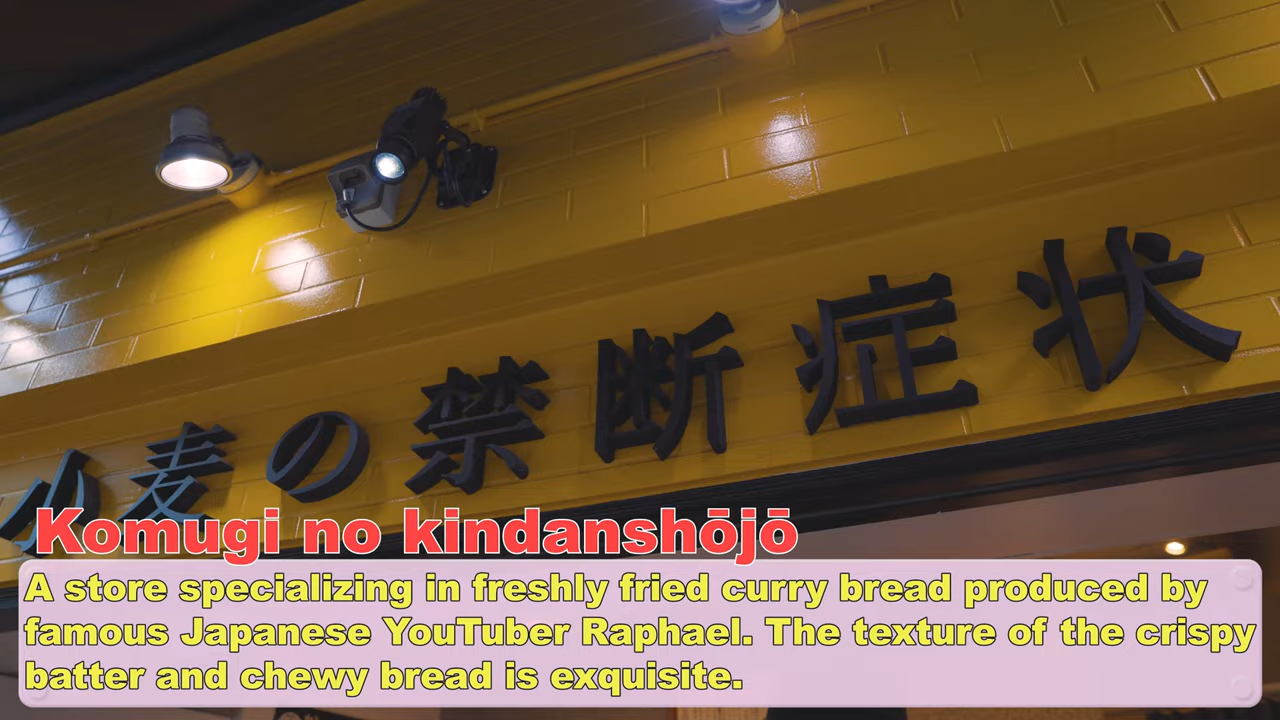 小麦の禁断症状
Komugi no kindanshōjō
A store specializing in freshly fried curry bread produced by
famous Japanese YouTuber Raphael. The texture of the crispy
batter and chewy bread is exquisite.